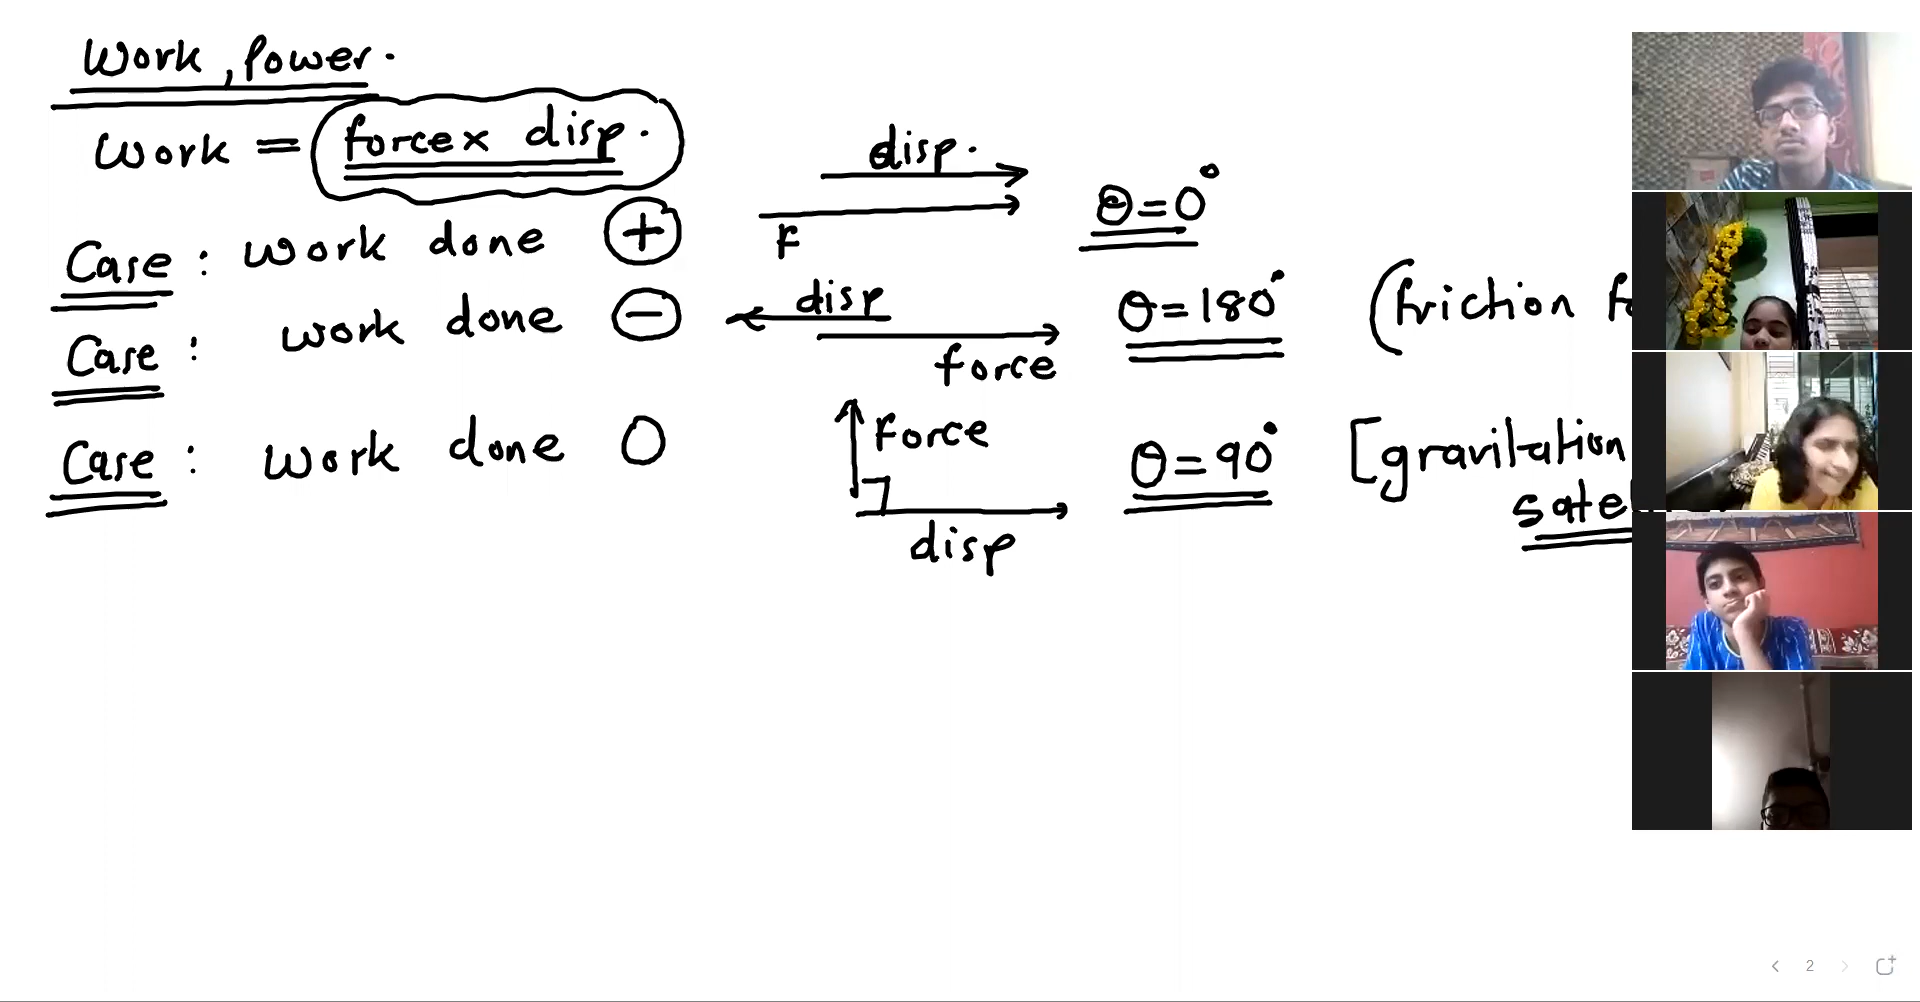 Work, Power.
Work = force x disp.
disp.
F
θ=0°
Case : work done +
disp
force
θ=180° (friction
Case : work done −
Force
disp
θ=90° [gravitation
Case : work done 0
2